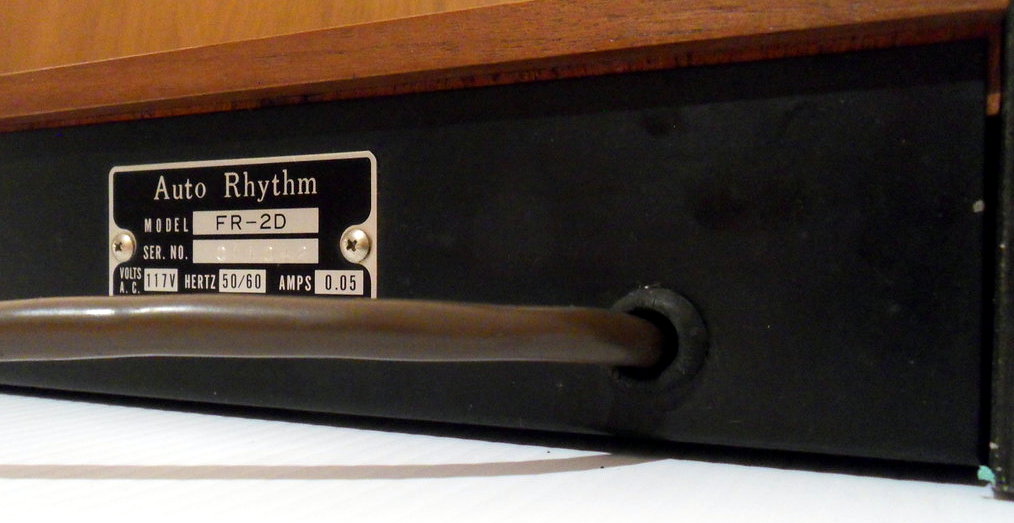 Auto Rhythm
MODEL FR-2D
SER. NO.
VOLTS A.C. 117V HERTZ 50/60 AMPS 0.05